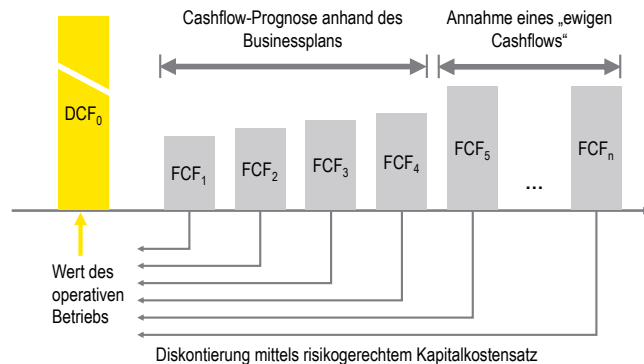 Cashflow-Prognose anhand des
Businessplans
Annahme eines „ewigen
Cashflows“
DCF₀
FCF₁
FCF₂
FCF₃
FCF₄
FCF₅
...
FCFₙ
Wert des
operativen
Betriebs
Diskontierung mittels risikogerechtem Kapitalkostensatz